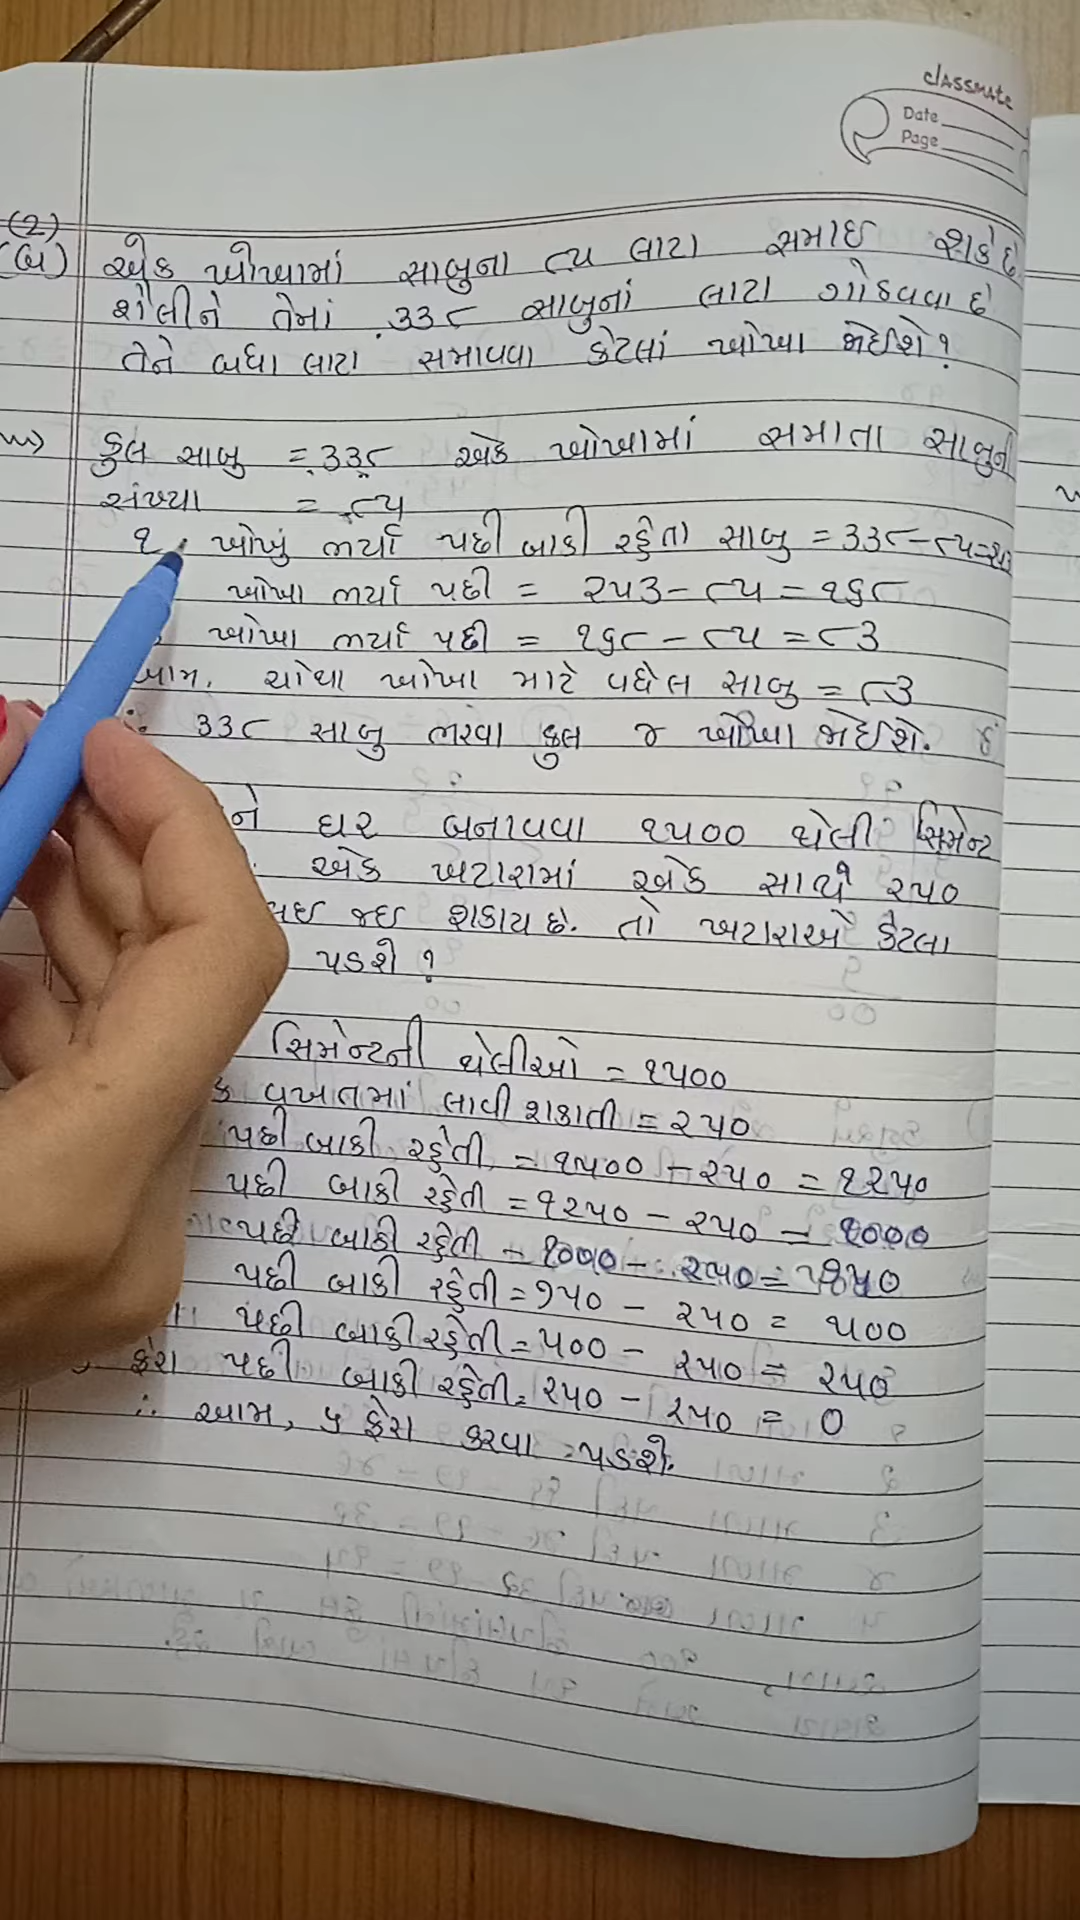 classmate
Date
Page
(2)
(બ) એક ખોખામાં સાબુના ૮૫ લાટા સમાઇ શકે છે
શૈલીને તેમાં ૩૩૮ સાબુનાં લાટા ગોઠવવા છે
તેને બધા લાટા સમાવવા કેટલાં ખોખા જોઈશે?
કુલ સાબુ = ૩૩૮ એક ખોખામાં સમાતા સાબુની
સંખ્યા = ૮૫
૧ ખોખું ભર્યા પછી બાકી રહેતા સાબુ = ૩૩૮ - ૮૫ = ૨૫૩
ખોખા ભર્યા પછી = ૨૫૩ - ૮૫ = ૧૬૮
ખોખા ભર્યા પછી = ૧૬૮ - ૮૫ = ૮૩
આમ, ચોથા ખોખા માટે વધેલ સાબુ = ૮૩
∴ ૩૩૮ સાબુ ભરવા કુલ ૪ ખોખા જોઈશે.
ને ઘર બનાવવા ૧૫૦૦ થેલી સિમેન્ટ
એક ખટારામાં એક સાથે ૨૫૦
લઇ જઇ શકાય છે. તો ખટારાએ કેટલા
પડશે?
સિમેન્ટની થેલીઓ = ૧૫૦૦
ક વખતમાં લાવી શકાતી = ૨૫૦
પછી બાકી રહેતી = ૧૫૦૦ - ૨૫૦ = ૧૨૫૦
પછી બાકી રહેતી = ૧૨૫૦ - ૨૫૦ = ૧૦૦૦
પછી બાકી રહેતી = ૧૦૦૦ - ૨૫૦ = ૭૫૦
પછી બાકી રહેતી = ૭૫૦ - ૨૫૦ = ૫૦૦
પછી બાકી રહેતી = ૫૦૦ - ૨૫૦ = ૨૫૦
ફેરા પછી બાકી રહેતી = ૨૫૦ - ૨૫૦ = ૦
∴ આમ, ૫ ફેરા કરવા પડશે.